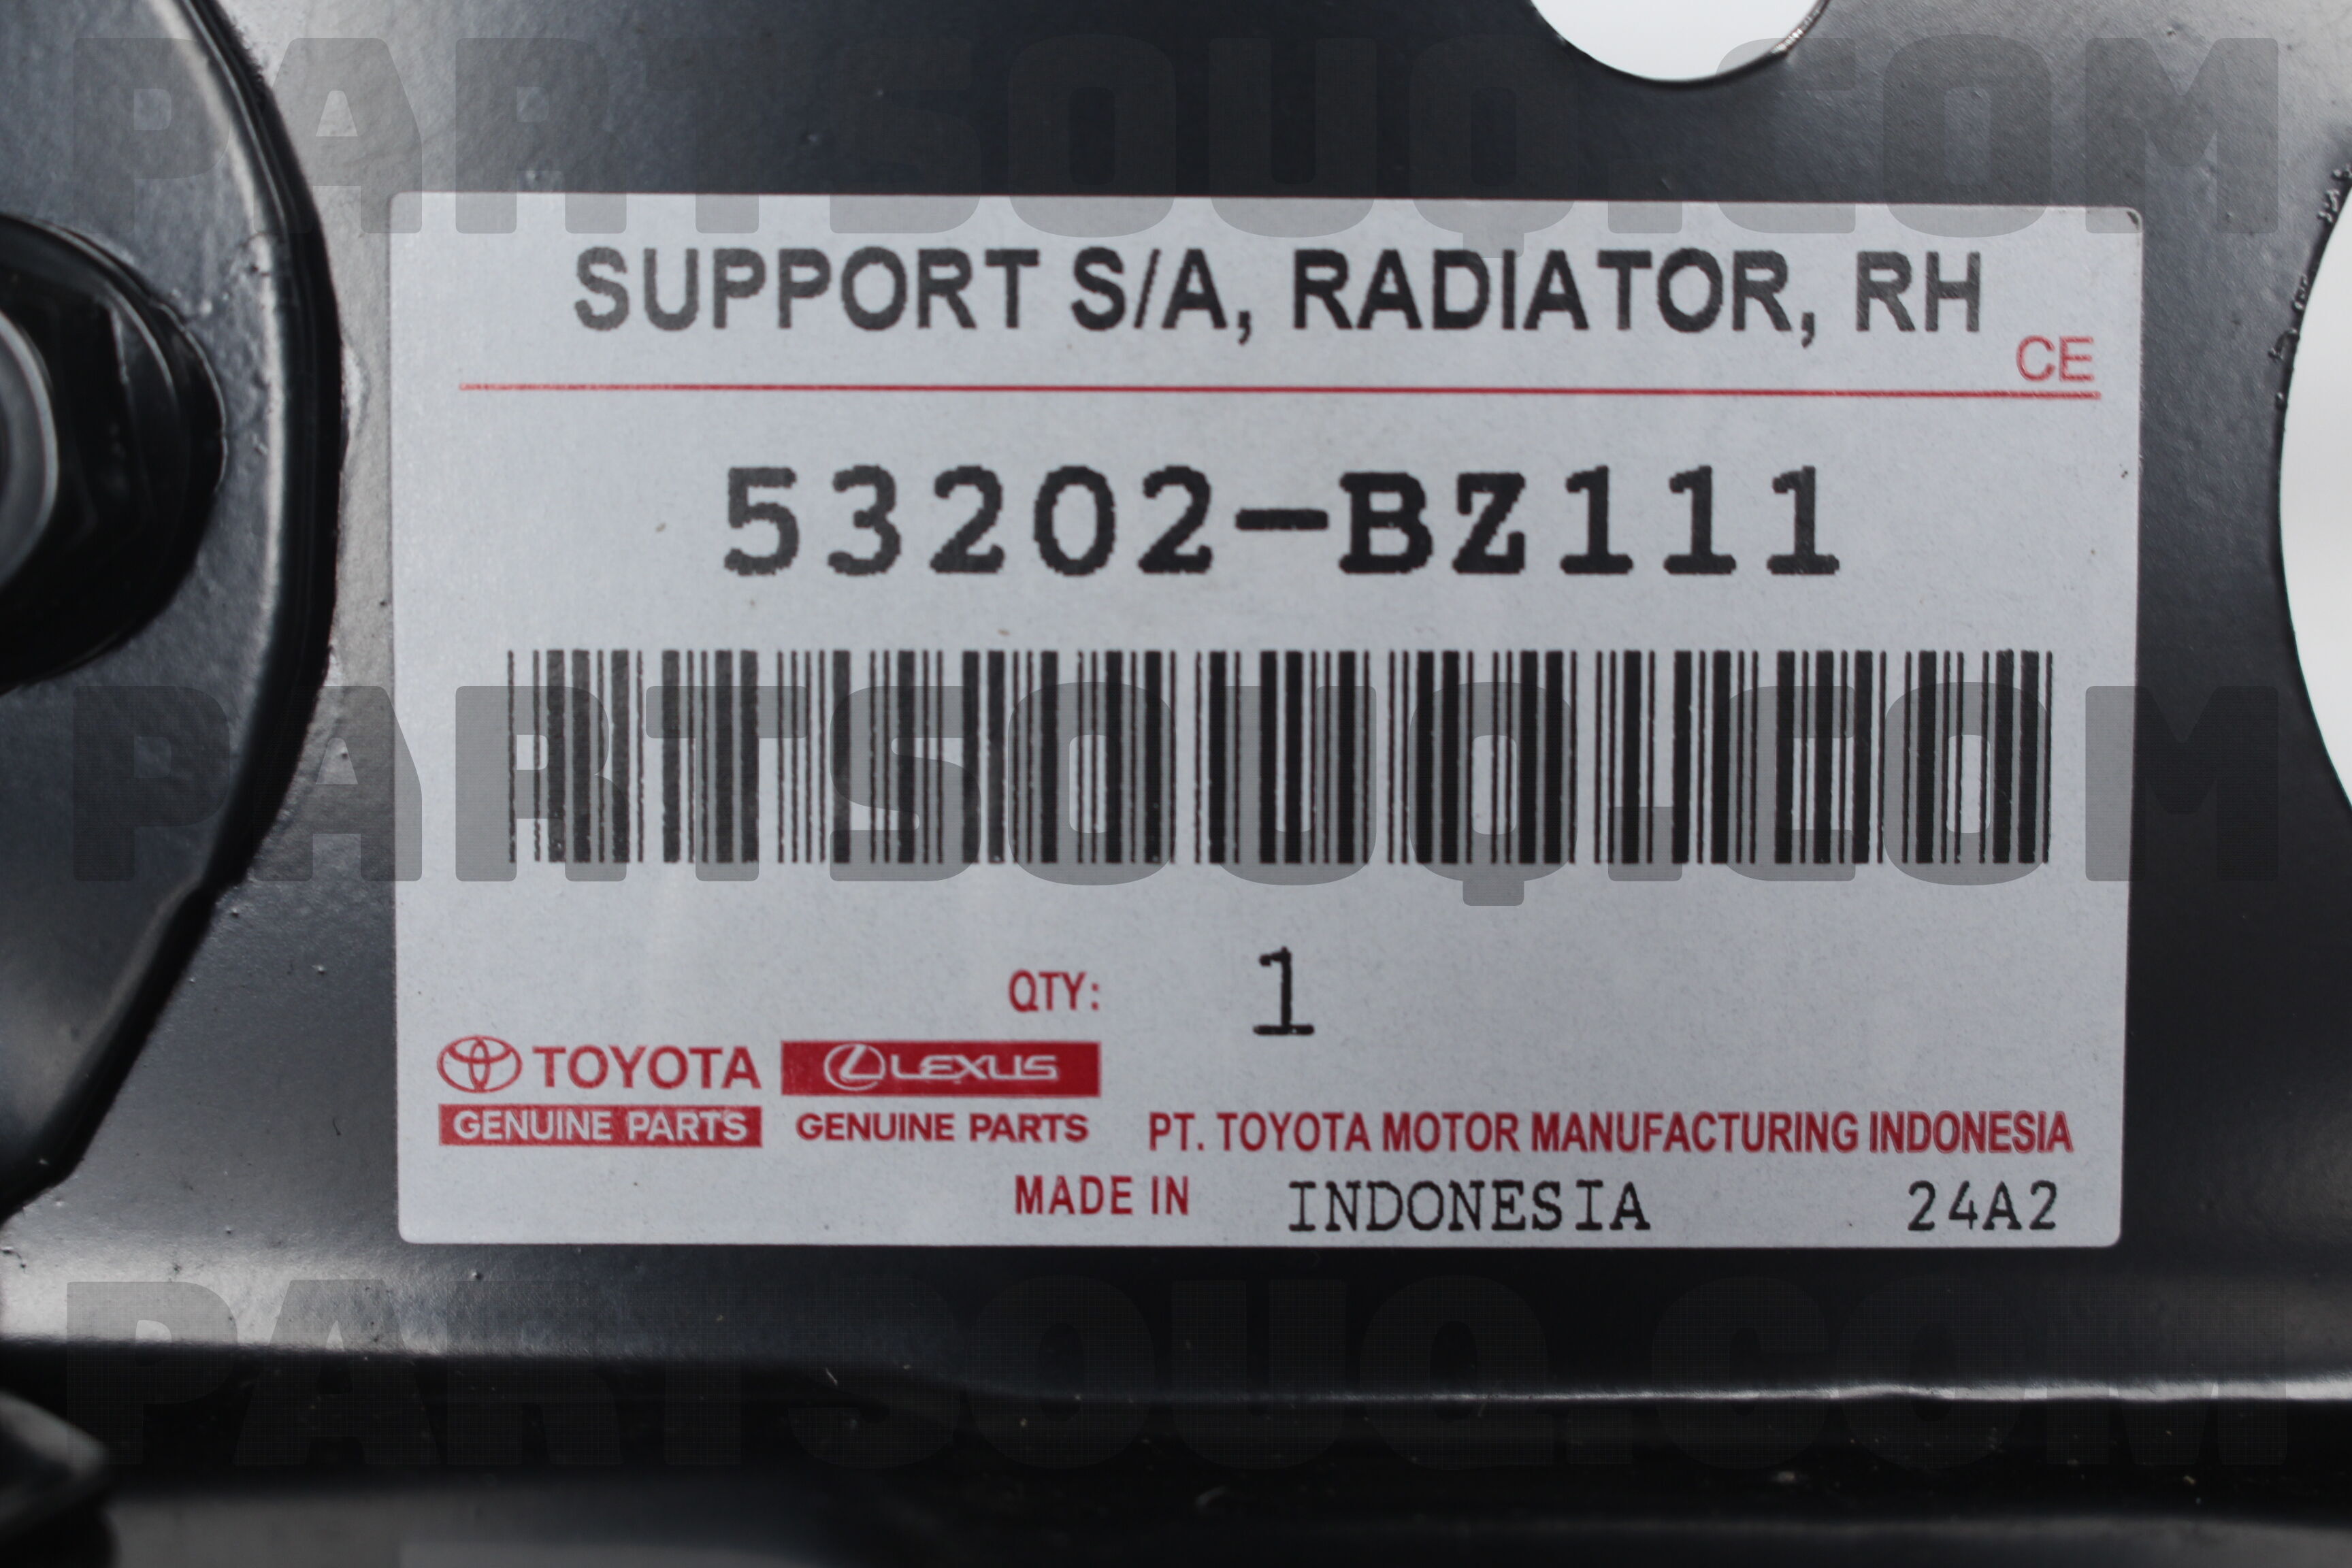 PARTSOUQ.COM
SUPPORT S/A, RADIATOR, RH
CE
53202-BZ111
PARTSOUQ.COM
QTY: 1
TOYOTA LEXUS
GENUINE PARTS GENUINE PARTS PT. TOYOTA MOTOR MANUFACTURING INDONESIA
MADE IN INDONESIA 24A2
PARTSOUQ.COM